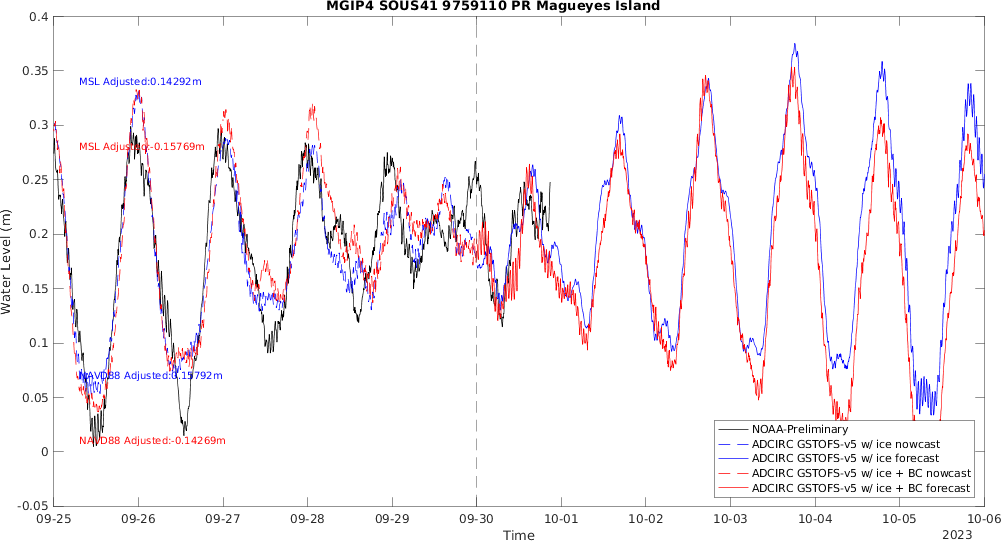 MGIP4 SOUS41 9759110 PR Magueyes Island
0.4
0.35
MSL Adjusted:0.14292m
0.3
MSL Adjusted:-0.15769m
0.25
0.2
Water Level (m)
0.15
0.1
NAVD88 Adjusted:0.15792m
0.05
NAVD88 Adjusted:-0.14269m
0
-0.05
NOAA-Preliminary
ADCIRC GSTOFS-v5 w/ ice nowcast
ADCIRC GSTOFS-v5 w/ ice forecast
ADCIRC GSTOFS-v5 w/ ice + BC nowcast
ADCIRC GSTOFS-v5 w/ ice + BC forecast
09-25 09-26 09-27 09-28 09-29 09-30 10-01 10-02 10-03 10-04 10-05 10-06
Time
2023